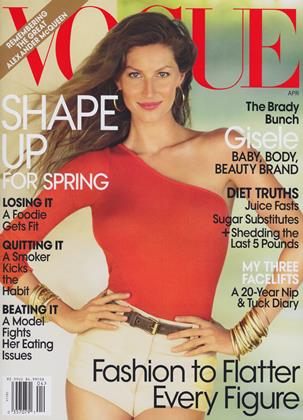 REMEMBERING
THE GREAT
ALEXANDER McQUEEN
VOGUE
APR
SHAPE
UP
FOR SPRING
LOSING IT
A Foodie
Gets Fit
QUITTING IT
A Smoker
Kicks
the
Habit
BEATING IT
A Model
Fights
Her Eating
Issues
The Brady
Bunch
Gisele
BABY, BODY,
BEAUTY BRAND
DIET TRUTHS
Juice Fasts
Sugar Substitutes
+Shedding the
Last 5 Pounds
MY THREE
FACELIFTS
A 20-Year Nip
& Tuck Diary
Fashion to Flatter
Every Figure